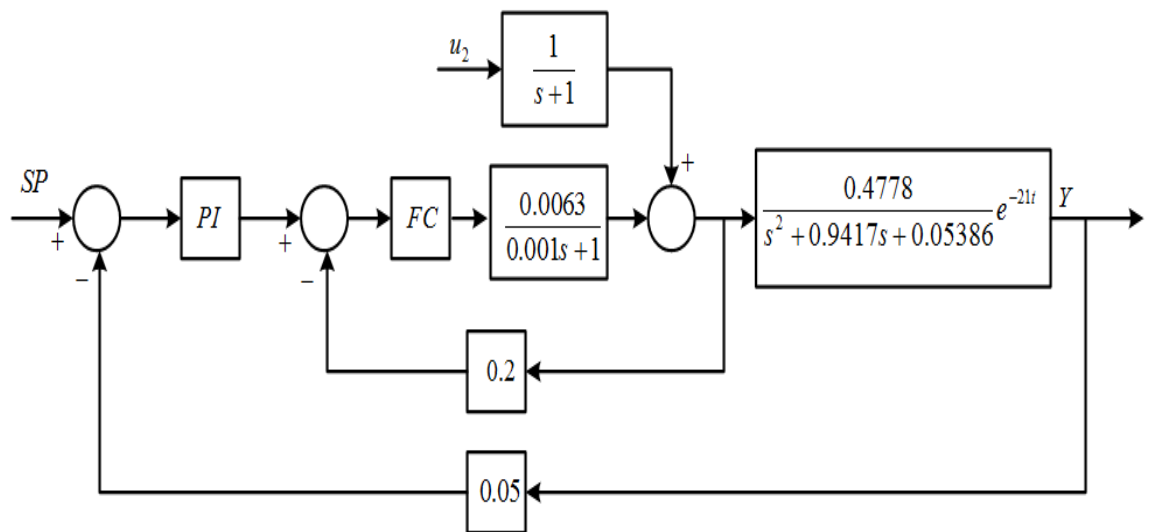 u₂
1
s+1
+
SP
+
−
PI
+
−
FC
0.0063
0.001s+1
0.4778
s²+0.9417s+0.05386
e⁻²¹ᵗ
Y
0.2
0.05